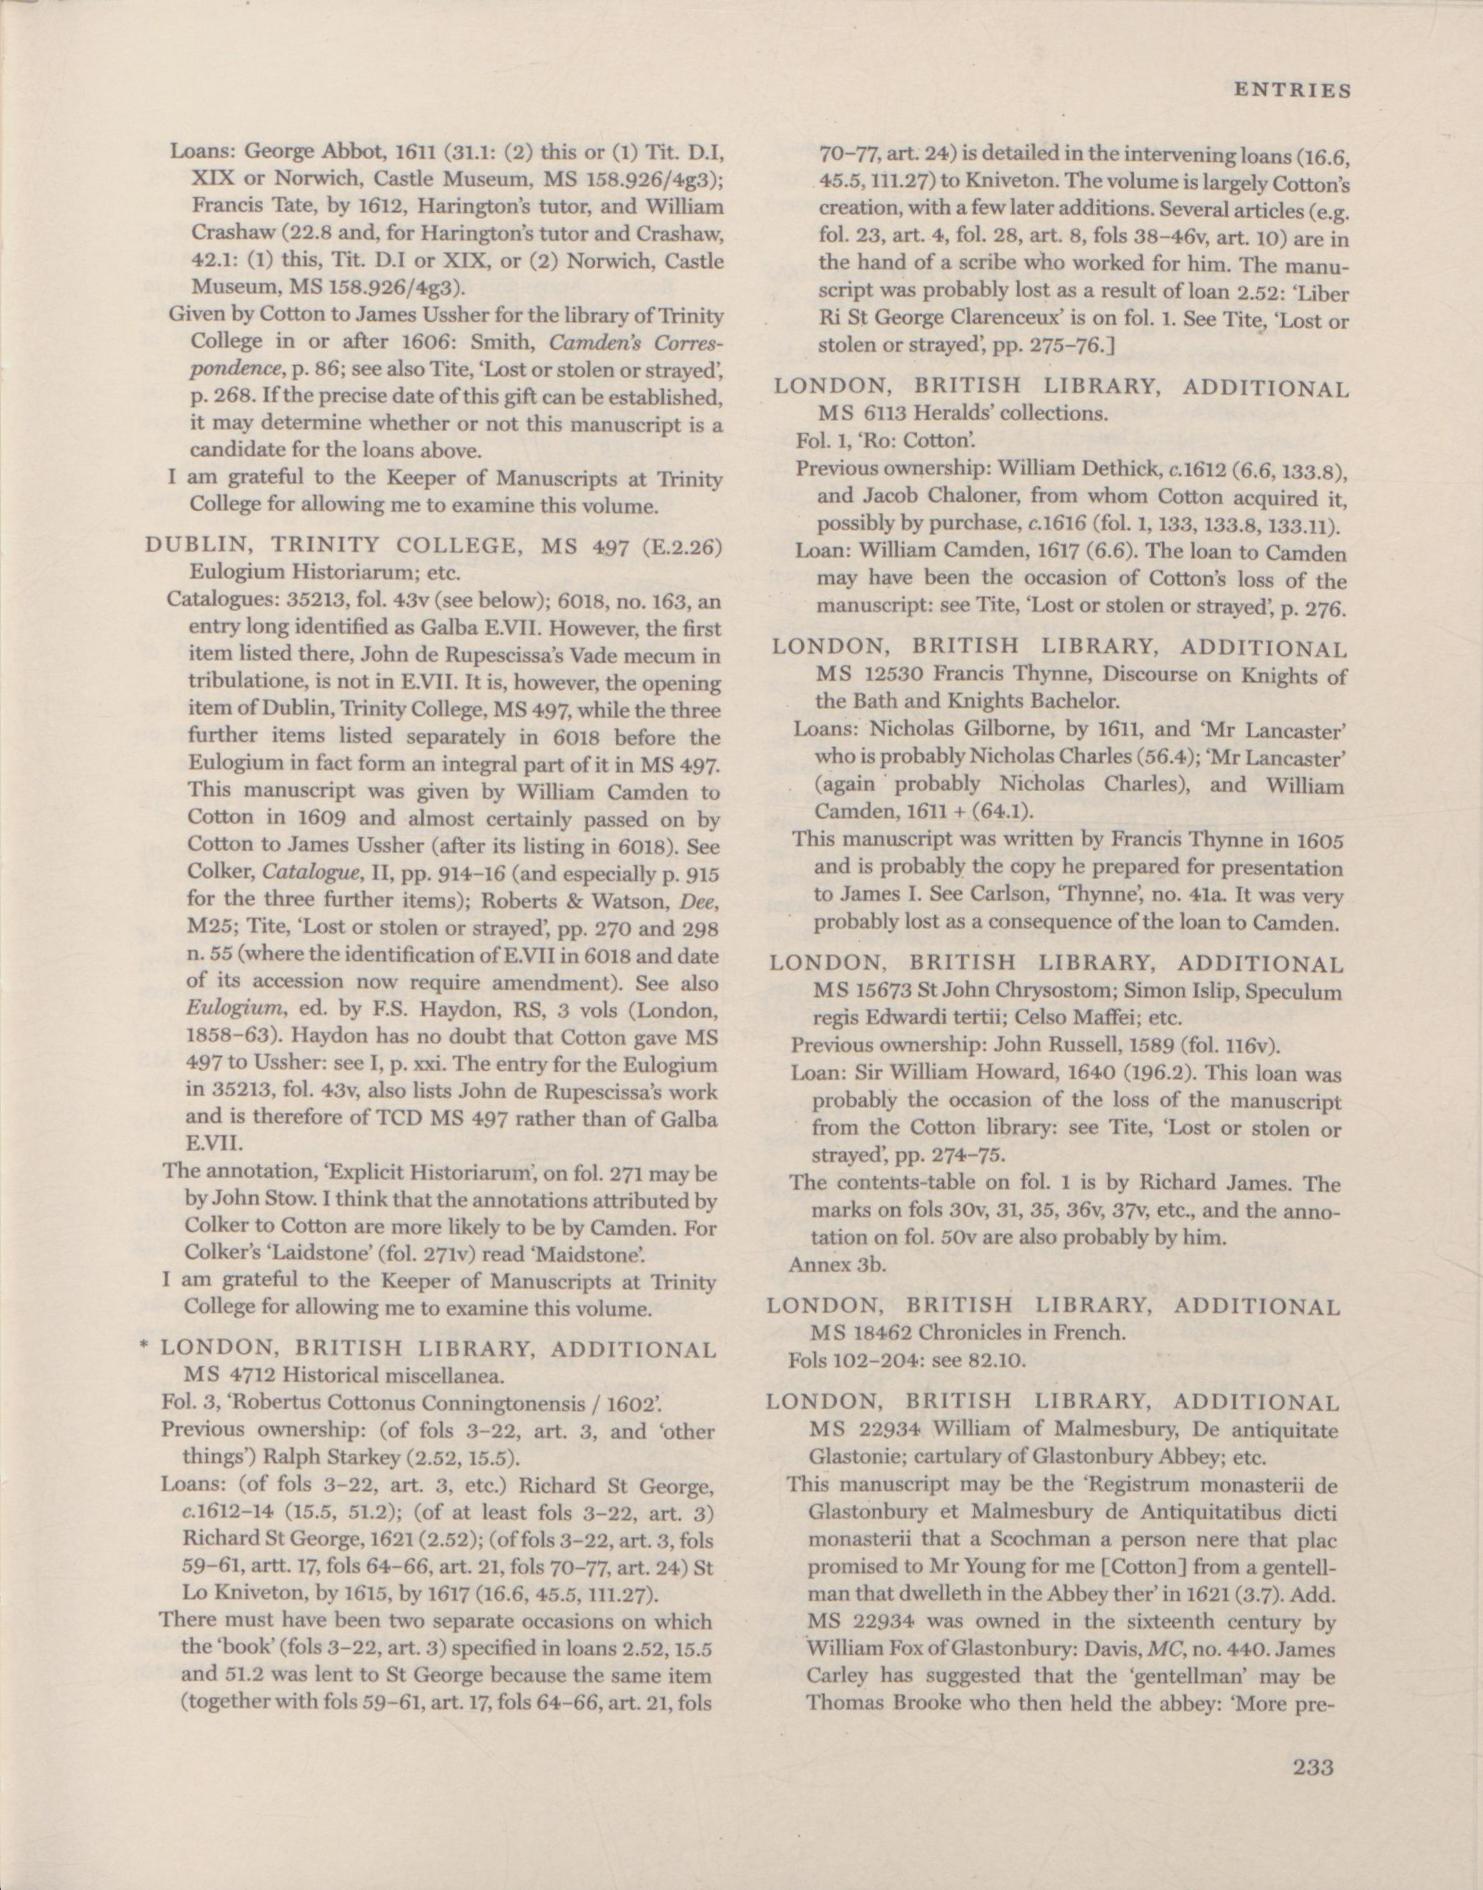 ENTRIES
Loans: George Abbot, 1611 (31.1: (2) this or (1) Tit. D.I,
XIX or Norwich, Castle Museum, MS 158.926/4g3);
Francis Tate, by 1612, Harington's tutor, and William
Crashaw (22.8 and, for Harington's tutor and Crashaw,
42.1: (1) this, Tit. D.I or XIX, or (2) Norwich, Castle
Museum, MS 158.926/4g3).
Given by Cotton to James Ussher for the library of Trinity
College in or after 1606: Smith, Camden's Corres-
pondence, p. 86; see also Tite, 'Lost or stolen or strayed',
p. 268. If the precise date of this gift can be established,
it may determine whether or not this manuscript is a
candidate for the loans above.
I am grateful to the Keeper of Manuscripts at Trinity
College for allowing me to examine this volume.
DUBLIN, TRINITY COLLEGE, MS 497 (E.2.26)
Eulogium Historiarum; etc.
Catalogues: 35213, fol. 43v (see below); 6018, no. 163, an
entry long identified as Galba E.VII. However, the first
item listed there, John de Rupescissa's Vade mecum in
tribulatione, is not in E.VII. It is, however, the opening
item of Dublin, Trinity College, MS 497, while the three
further items listed separately in 6018 before the
Eulogium in fact form an integral part of it in MS 497.
This manuscript was given by William Camden to
Cotton in 1609 and almost certainly passed on by
Cotton to James Ussher (after its listing in 6018). See
Colker, Catalogue, II, pp. 914–16 (and especially p. 915
for the three further items); Roberts & Watson, Dee,
M25; Tite, 'Lost or stolen or strayed', pp. 270 and 298
n. 55 (where the identification of E.VII in 6018 and date
of its accession now require amendment). See also
Eulogium, ed. by F.S. Haydon, RS, 3 vols (London,
1858–63). Haydon has no doubt that Cotton gave MS
497 to Ussher: see I, p. xxi. The entry for the Eulogium
in 35213, fol. 43v, also lists John de Rupescissa's work
and is therefore of TCD MS 497 rather than of Galba
E.VII.
The annotation, 'Explicit Historiarum', on fol. 271 may be
by John Stow. I think that the annotations attributed by
Colker to Cotton are more likely to be by Camden. For
Colker's 'Laidstone' (fol. 271v) read 'Maidstone'.
I am grateful to the Keeper of Manuscripts at Trinity
College for allowing me to examine this volume.
* LONDON, BRITISH LIBRARY, ADDITIONAL
MS 4712 Historical miscellanea.
Fol. 3, 'Robertus Cottonus Conningtonensis / 1602'.
Previous ownership: (of fols 3–22, art. 3, and 'other
things') Ralph Starkey (2.52, 15.5).
Loans: (of fols 3–22, art. 3, etc.) Richard St George,
c.1612–14 (15.5, 51.2); (of at least fols 3–22, art. 3)
Richard St George, 1621 (2.52); (of fols 3–22, art. 3, fols
59–61, artt. 17, fols 64–66, art. 21, fols 70–77, art. 24) St
Lo Kniveton, by 1615, by 1617 (16.6, 45.5, 111.27).
There must have been two separate occasions on which
the 'book' (fols 3–22, art. 3) specified in loans 2.52, 15.5
and 51.2 was lent to St George because the same item
(together with fols 59–61, art. 17, fols 64–66, art. 21, fols
70–77, art. 24) is detailed in the intervening loans (16.6,
45.5, 111.27) to Kniveton. The volume is largely Cotton's
creation, with a few later additions. Several articles (e.g.
fol. 23, art. 4, fol. 28, art. 8, fols 38–46v, art. 10) are in
the hand of a scribe who worked for him. The manu-
script was probably lost as a result of loan 2.52: 'Liber
Ri St George Clarenceux' is on fol. 1. See Tite, 'Lost or
stolen or strayed', pp. 275–76.]
LONDON, BRITISH LIBRARY, ADDITIONAL
MS 6113 Heralds' collections.
Fol. 1, 'Ro: Cotton'.
Previous ownership: William Dethick, c.1612 (6.6, 133.8),
and Jacob Chaloner, from whom Cotton acquired it,
possibly by purchase, c.1616 (fol. 1, 133, 133.8, 133.11).
Loan: William Camden, 1617 (6.6). The loan to Camden
may have been the occasion of Cotton's loss of the
manuscript: see Tite, 'Lost or stolen or strayed', p. 276.
LONDON, BRITISH LIBRARY, ADDITIONAL
MS 12530 Francis Thynne, Discourse on Knights of
the Bath and Knights Bachelor.
Loans: Nicholas Gilborne, by 1611, and 'Mr Lancaster'
who is probably Nicholas Charles (56.4); 'Mr Lancaster'
(again probably Nicholas Charles), and William
Camden, 1611 + (64.1).
This manuscript was written by Francis Thynne in 1605
and is probably the copy he prepared for presentation
to James I. See Carlson, 'Thynne', no. 41a. It was very
probably lost as a consequence of the loan to Camden.
LONDON, BRITISH LIBRARY, ADDITIONAL
MS 15673 St John Chrysostom; Simon Islip, Speculum
regis Edwardi tertii; Celso Maffei; etc.
Previous ownership: John Russell, 1589 (fol. 116v).
Loan: Sir William Howard, 1640 (196.2). This loan was
probably the occasion of the loss of the manuscript
from the Cotton library: see Tite, 'Lost or stolen or
strayed', pp. 274–75.
The contents-table on fol. 1 is by Richard James. The
marks on fols 30v, 31, 35, 36v, 37v, etc., and the anno-
tation on fol. 50v are also probably by him.
Annex 3b.
LONDON, BRITISH LIBRARY, ADDITIONAL
MS 18462 Chronicles in French.
Fols 102–204: see 82.10.
LONDON, BRITISH LIBRARY, ADDITIONAL
MS 22934 William of Malmesbury, De antiquitate
Glastonie; cartulary of Glastonbury Abbey; etc.
This manuscript may be the 'Registrum monasterii de
Glastonbury et Malmesbury de Antiquitatibus dicti
monasterii that a Scochman a person nere that plac
promised to Mr Young for me [Cotton] from a gentell-
man that dwelleth in the Abbey ther' in 1621 (3.7). Add.
MS 22934 was owned in the sixteenth century by
William Fox of Glastonbury: Davis, MC, no. 440. James
Carley has suggested that the 'gentellman' may be
Thomas Brooke who then held the abbey: 'More pre-
233